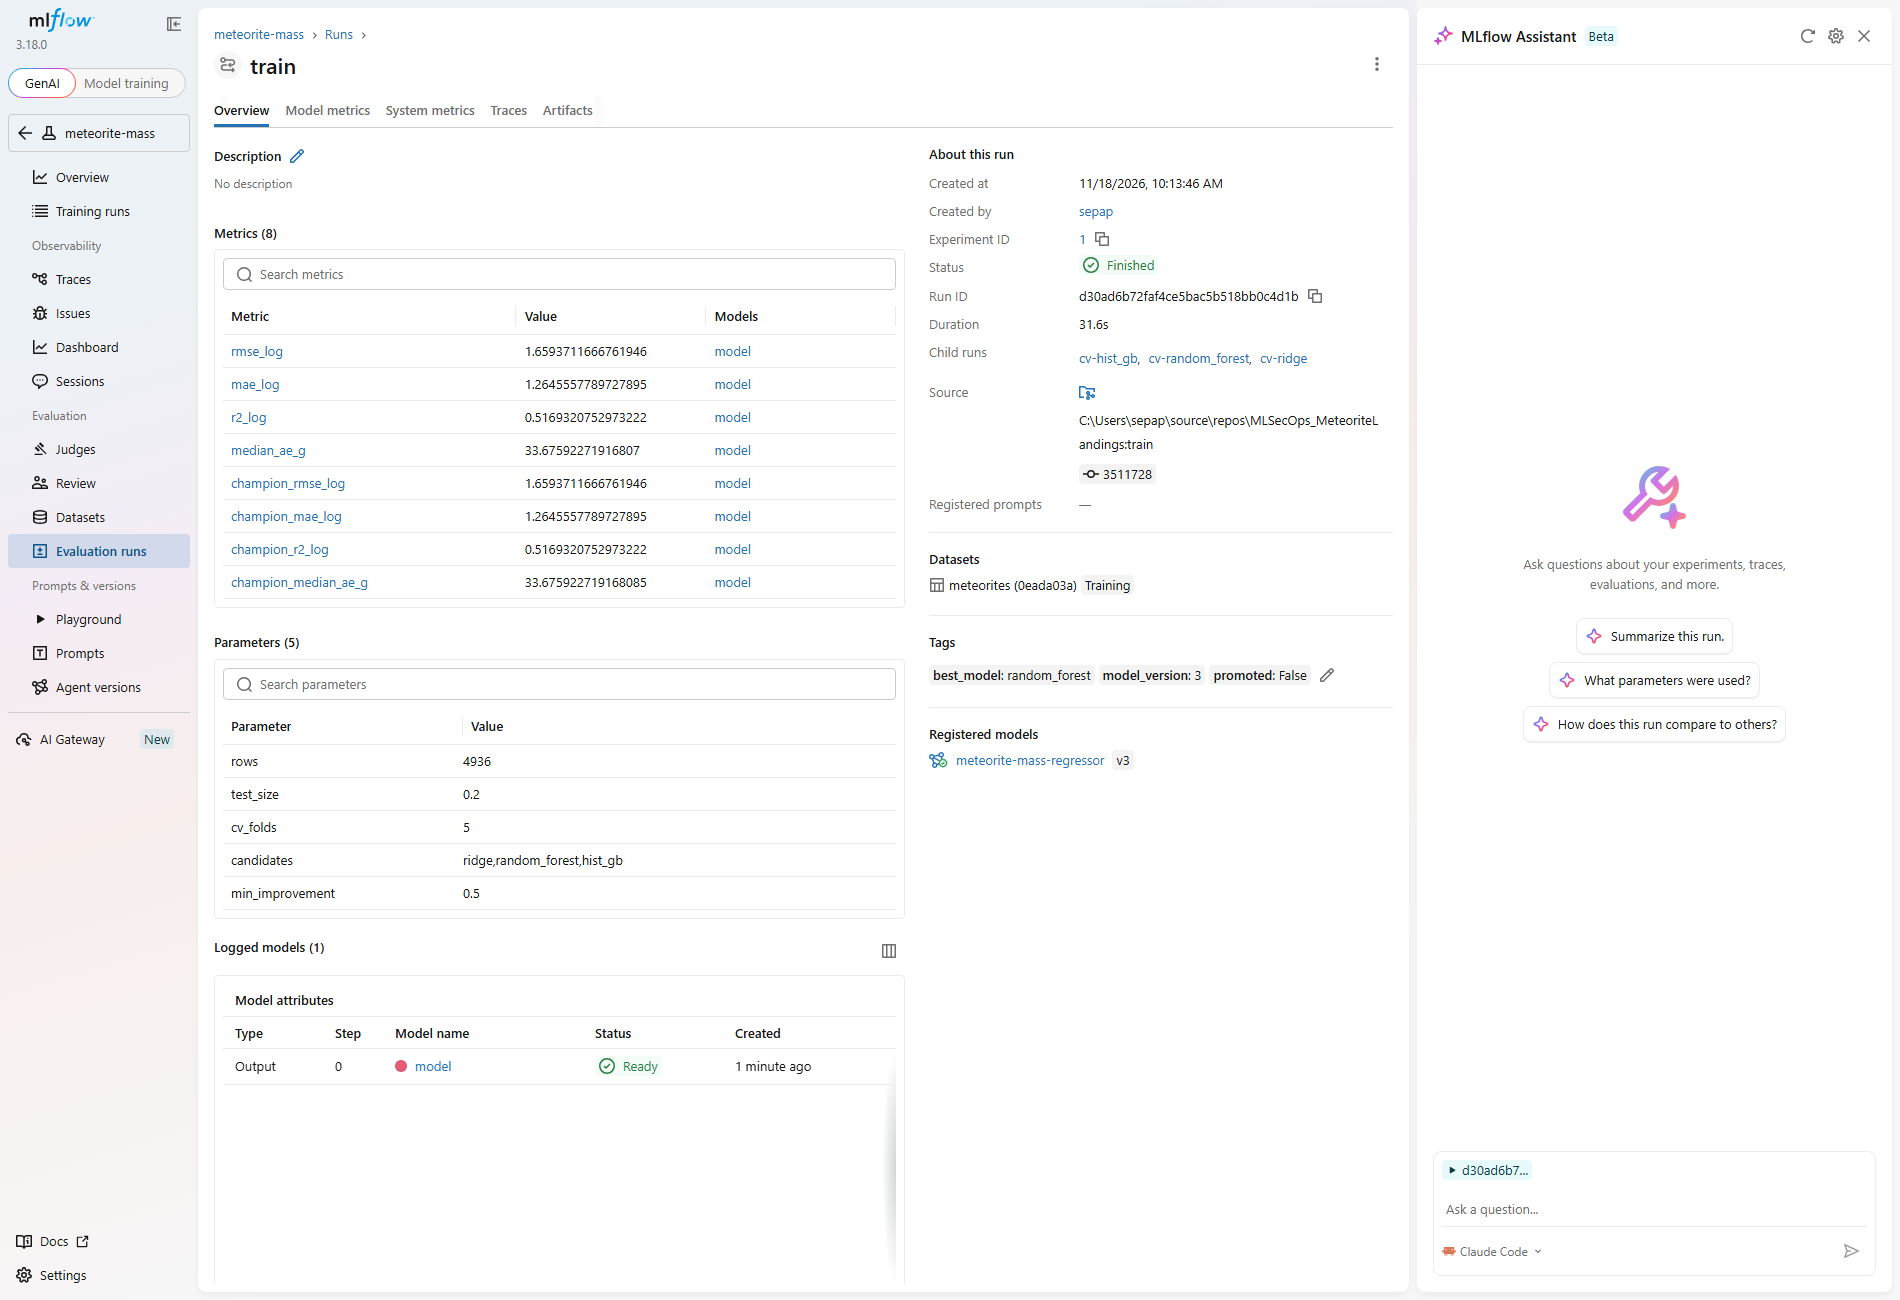 mlflow
3.18.0
GenAI
Model training
meteorite-mass
Overview
Training runs
Observability
Traces
Issues
Dashboard
Sessions
Evaluation
Judges
Review
Datasets
Evaluation runs
Prompts & versions
Playground
Prompts
Agent versions
AI Gateway New
Docs
Settings
meteorite-mass › Runs ›
train
Overview Model metrics System metrics Traces Artifacts
Description
No description
Metrics (8)
Search metrics
Metric Value Models
rmse_log 1.6593711666761946 model
mae_log 1.2645557789727895 model
r2_log 0.5169320752973222 model
median_ae_g 33.67592271916807 model
champion_rmse_log 1.6593711666761946 model
champion_mae_log 1.2645557789727895 model
champion_r2_log 0.5169320752973222 model
champion_median_ae_g 33.675922719168085 model
Parameters (5)
Search parameters
Parameter Value
rows 4936
test_size 0.2
cv_folds 5
candidates ridge,random_forest,hist_gb
min_improvement 0.5
Logged models (1)
Model attributes
Type Step Model name Status Created
Output 0 model Ready 1 minute ago
About this run
Created at 11/18/2026, 10:13:46 AM
Created by sepap
Experiment ID 1
Status Finished
Run ID d30ad6b72faf4ce5bac5b518bb0c4d1b
Duration 31.6s
Child runs cv-hist_gb, cv-random_forest, cv-ridge
Source
C:\Users\sepap\source\repos\MLSecOps_MeteoriteL
andings:train
3511728
Registered prompts —
Datasets
meteorites (0eada03a) Training
Tags
best_model: random_forest model_version: 3 promoted: False
Registered models
meteorite-mass-regressor v3
MLflow Assistant Beta
Ask questions about your experiments, traces,
evaluations, and more.
Summarize this run.
What parameters were used?
How does this run compare to others?
d30ad6b7...
Ask a question...
Claude Code